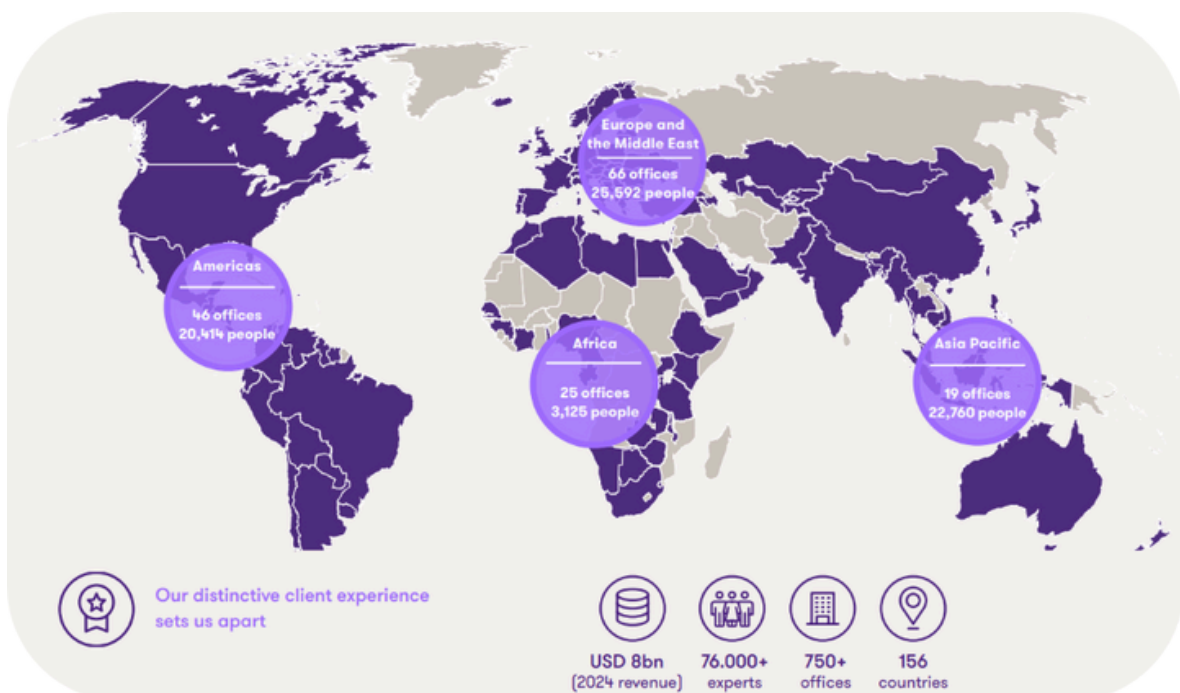 Europe and
the Middle East
66 offices
25,592 people
Americas
46 offices
20,414 people
Africa
25 offices
3,125 people
Asia Pacific
19 offices
22,760 people
Our distinctive client experience
sets us apart
USD 8bn
(2024 revenue)
76.000+
experts
750+
offices
156
countries